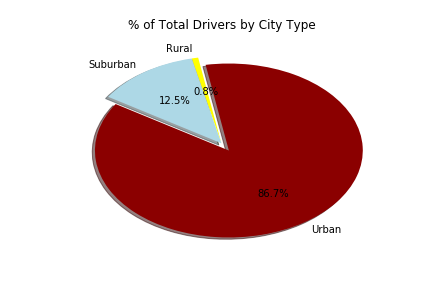 % of Total Drivers by City Type
Rural
Suburban
0.8%
12.5%
86.7%
Urban